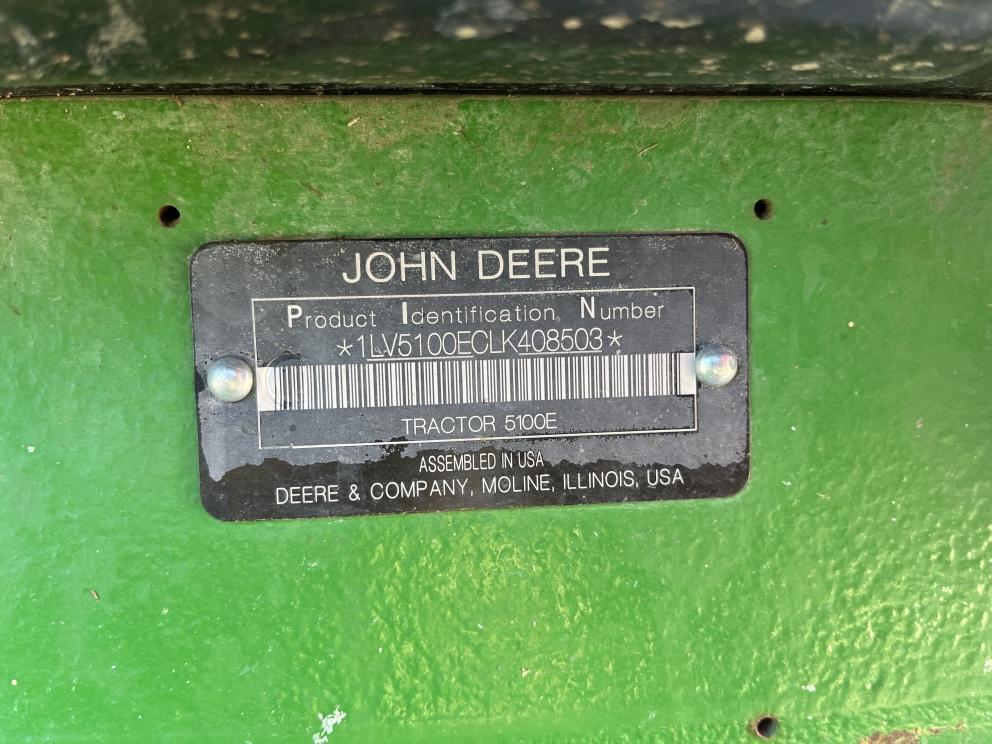 JOHN DEERE
Product Identification Number
*1LV5100ECLK408503*
TRACTOR 5100E
ASSEMBLED IN USA
DEERE & COMPANY, MOLINE, ILLINOIS, USA